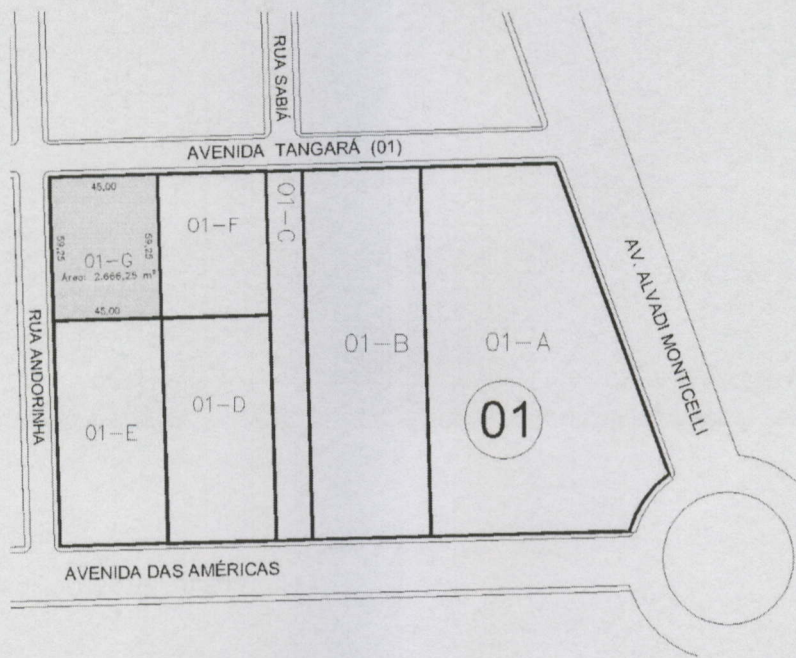 RUA SABIÁ
AVENIDA TANGARÁ (01)
45,00
59,25
59,25
01-G
Área: 2.666,25 m²
45,00
01-F
01-C
01-B
01-A
01
AV. ALVADI MONTICELLI
RUA ANDORINHA
01-E
01-D
AVENIDA DAS AMÉRICAS